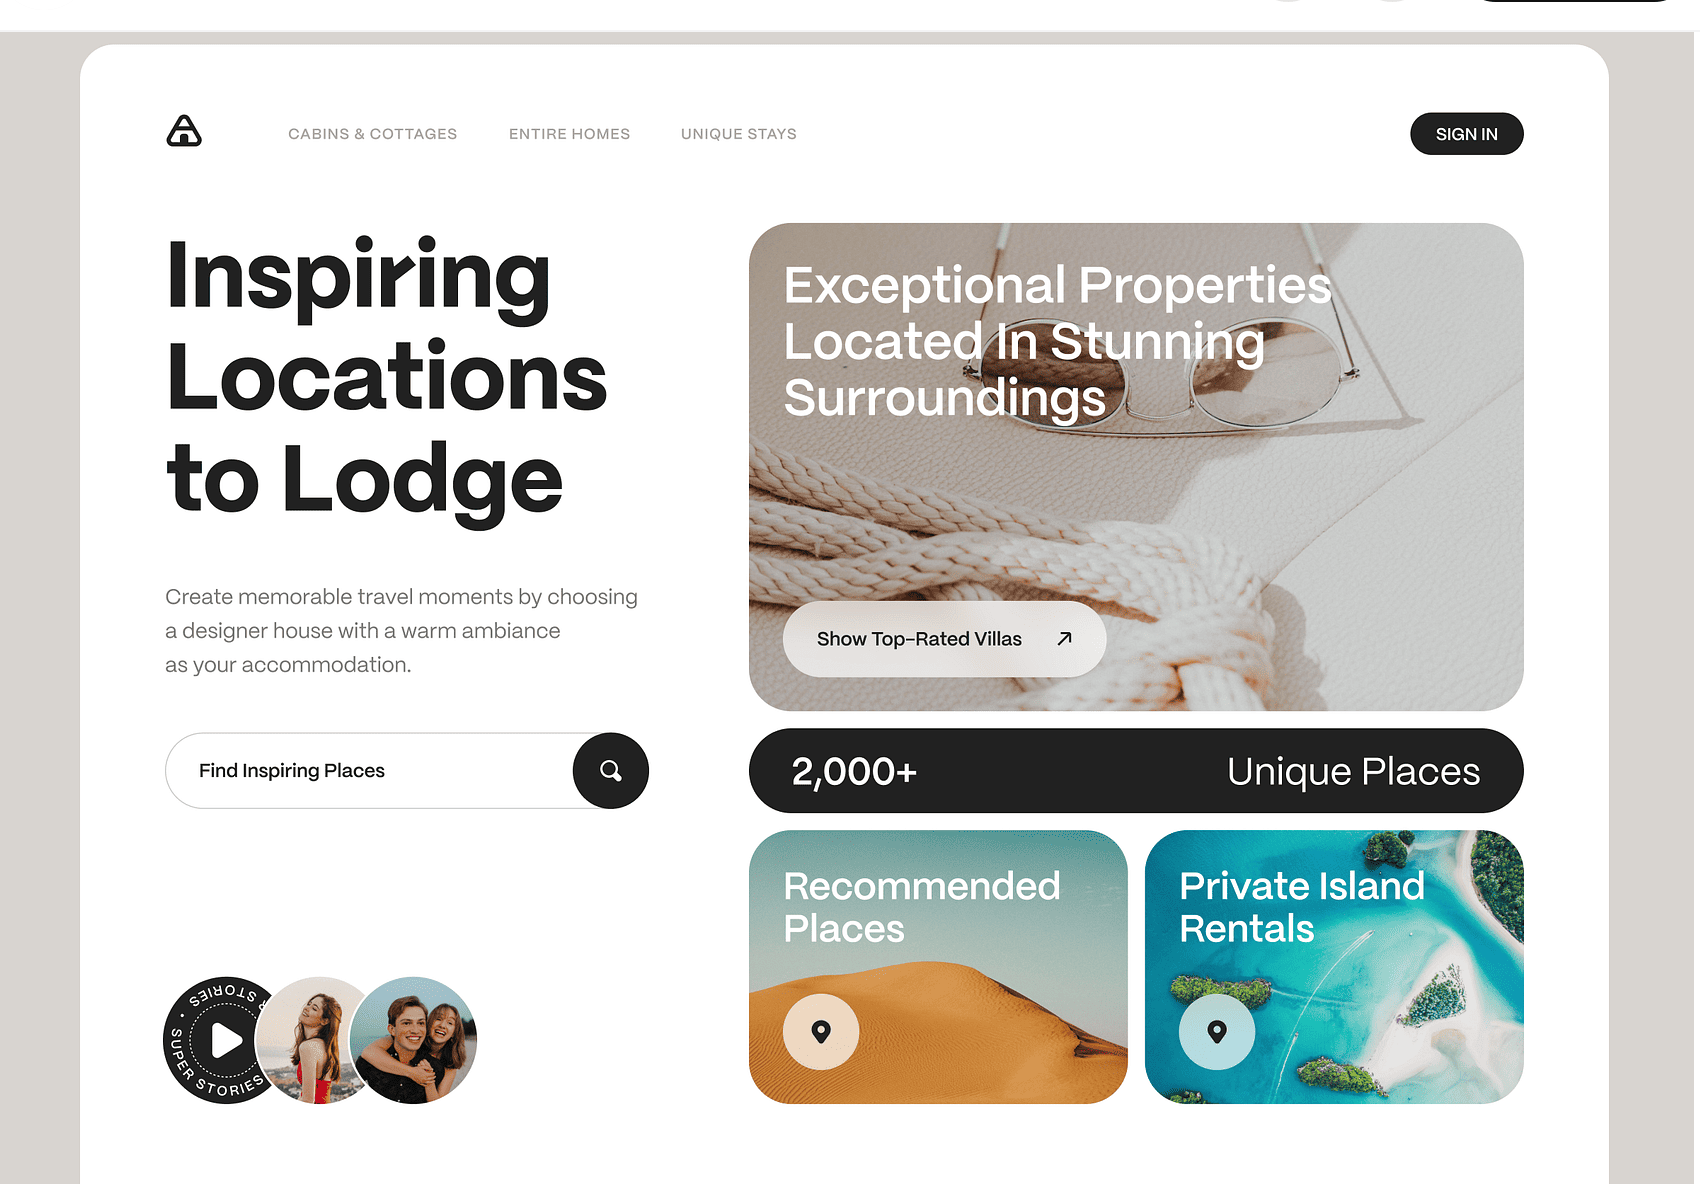 CABINS & COTTAGES
ENTIRE HOMES
UNIQUE STAYS
SIGN IN
Inspiring
Locations
to Lodge
Create memorable travel moments by choosing
a designer house with a warm ambiance
as your accommodation.
Find Inspiring Places
SUPER STORIES • R STORIES
Exceptional Properties
Located In Stunning
Surroundings
Show Top-Rated Villas
2,000+
Unique Places
Recommended
Places
Private Island
Rentals